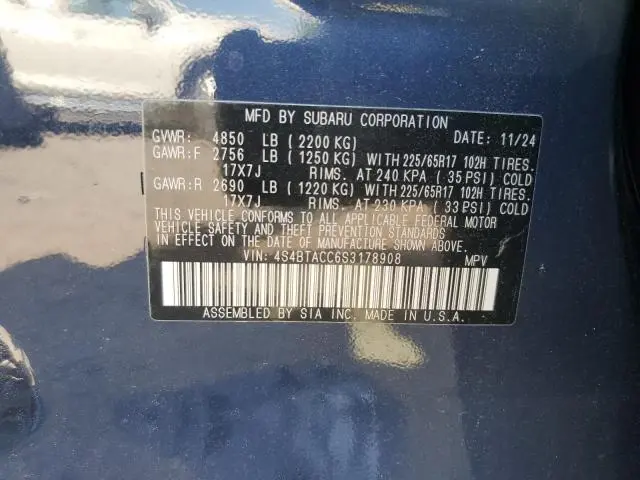 MFD BY SUBARU CORPORATION
GVWR: 4850 LB (2200 KG) DATE: 11/24
GAWR:F 2756 LB (1250 KG) WITH 225/65R17 102H TIRES.
17X7J RIMS. AT 240 KPA (35 PSI) COLD
GAWR:R 2690 LB (1220 KG) WITH 225/65R17 102H TIRES.
17X7J RIMS. AT 230 KPA (33 PSI) COLD
THIS VEHICLE CONFORMS TO ALL APPLICABLE FEDERAL MOTOR
VEHICLE SAFETY AND THEFT PREVENTION STANDARDS
IN EFFECT ON THE DATE OF MANUFACTURE SHOWN ABOVE.
VIN: 4S4BTACC6S3178908 MPV
ASSEMBLED BY SIA INC. MADE IN U.S.A.